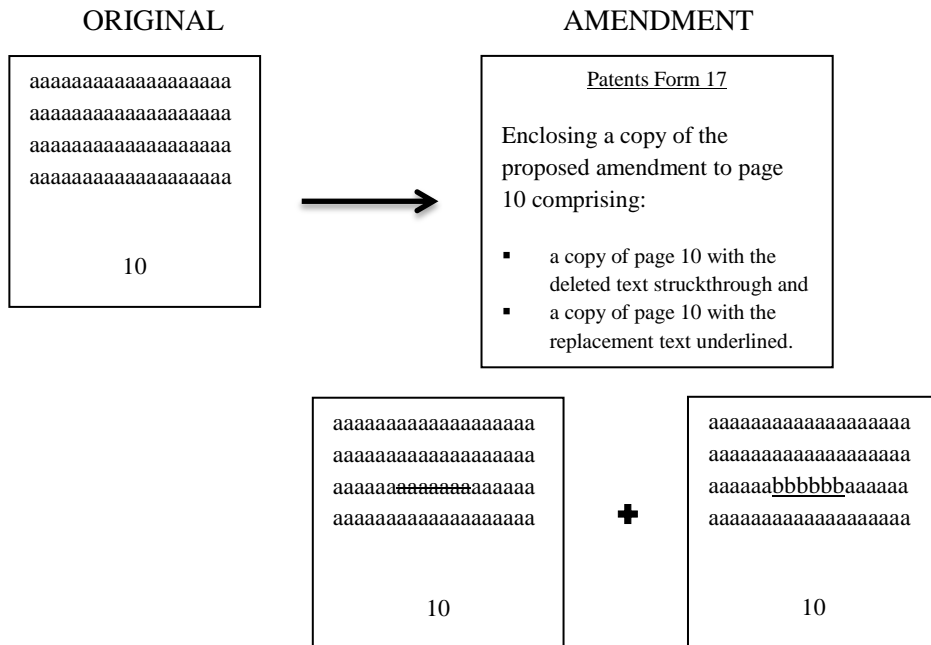 ORIGINAL
aaaaaaaaaaaaaaaaaaa
aaaaaaaaaaaaaaaaaaa
aaaaaaaaaaaaaaaaaaa
aaaaaaaaaaaaaaaaaaa
10
AMENDMENT
Patents Form 17
Enclosing a copy of the
proposed amendment to page
10 comprising:
▪ a copy of page 10 with the
deleted text struckthrough and
▪ a copy of page 10 with the
replacement text underlined.
aaaaaaaaaaaaaaaaaaa
aaaaaaaaaaaaaaaaaaa
aaaaaaaaaaaaaaaaaaa
aaaaaaaaaaaaaaaaaaa
10
aaaaaaaaaaaaaaaaaaa
aaaaaaaaaaaaaaaaaaa
aaaaaabbbbbbaaaaaa
aaaaaaaaaaaaaaaaaaa
10